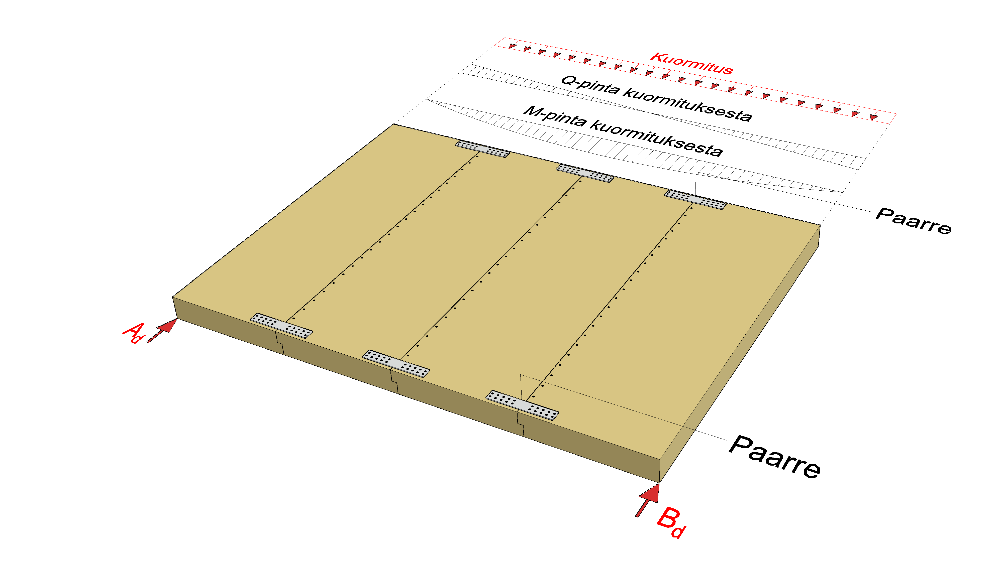 Kuormitus
Q-pinta kuormituksesta
M-pinta kuormituksesta
Paarre
Ad
Paarre
Bd